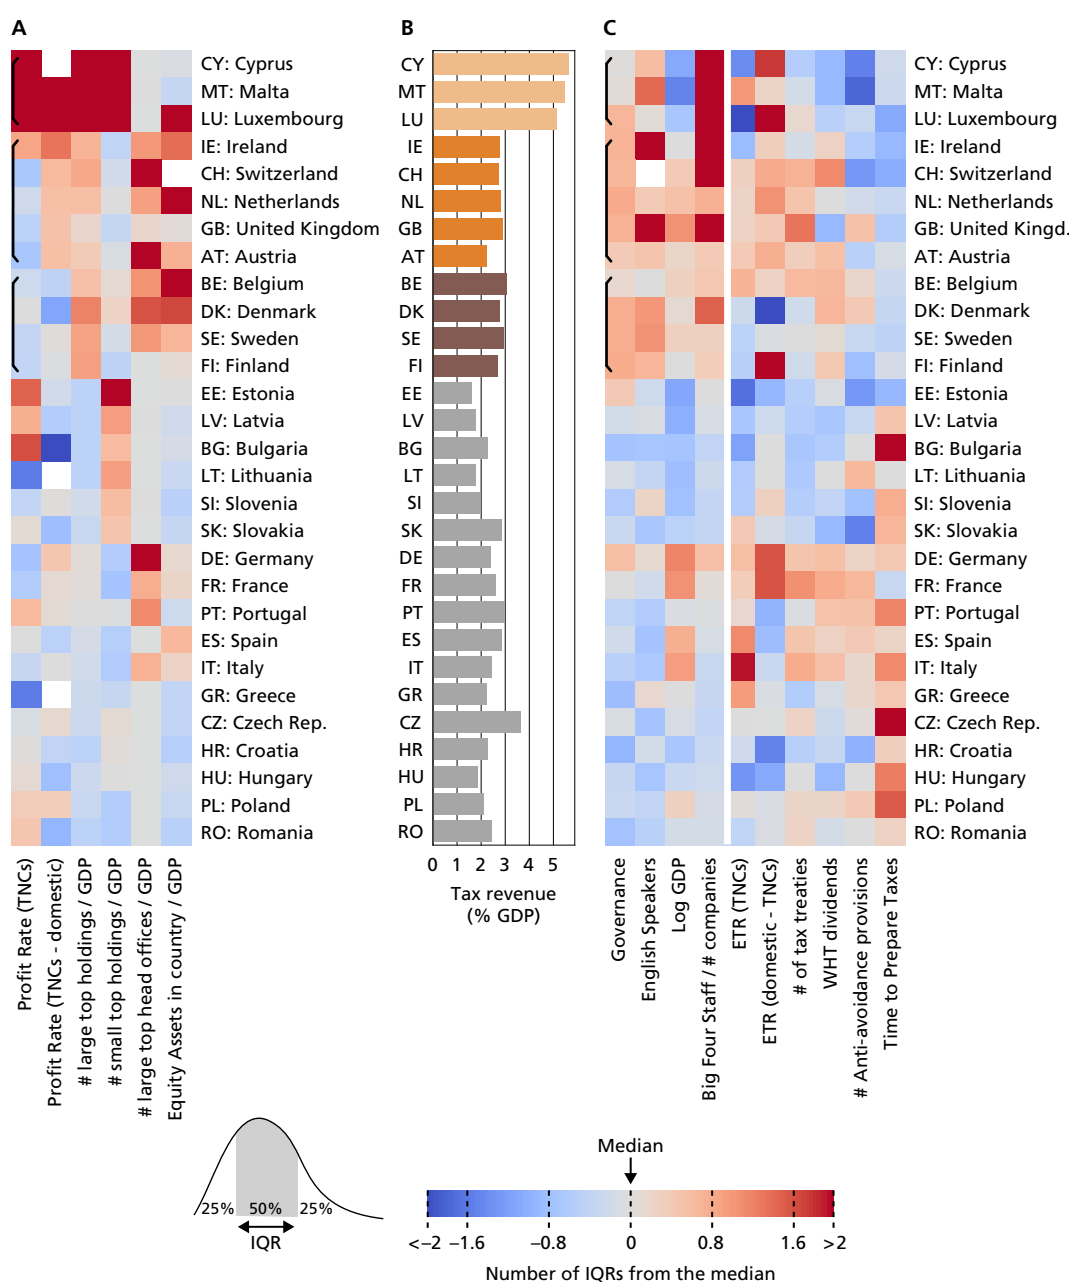 A
B
C
CY: Cyprus
MT: Malta
LU: Luxembourg
IE: Ireland
CH: Switzerland
NL: Netherlands
GB: United Kingdom
AT: Austria
BE: Belgium
DK: Denmark
SE: Sweden
FI: Finland
EE: Estonia
LV: Latvia
BG: Bulgaria
LT: Lithuania
SI: Slovenia
SK: Slovakia
DE: Germany
FR: France
PT: Portugal
ES: Spain
IT: Italy
GR: Greece
CZ: Czech Rep.
HR: Croatia
HU: Hungary
PL: Poland
RO: Romania
Profit Rate (TNCs)
Profit Rate (TNCs - domestic)
# large top holdings / GDP
# small top holdings / GDP
# large top head offices / GDP
Equity Assets in country / GDP
CY
MT
LU
IE
CH
NL
GB
AT
BE
DK
SE
FI
EE
LV
BG
LT
SI
SK
DE
FR
PT
ES
IT
GR
CZ
HR
HU
PL
RO
0 1 2 3 4 5
Tax revenue
(% GDP)
CY: Cyprus
MT: Malta
LU: Luxembourg
IE: Ireland
CH: Switzerland
NL: Netherlands
GB: United Kingd.
AT: Austria
BE: Belgium
DK: Denmark
SE: Sweden
FI: Finland
EE: Estonia
LV: Latvia
BG: Bulgaria
LT: Lithuania
SI: Slovenia
SK: Slovakia
DE: Germany
FR: France
PT: Portugal
ES: Spain
IT: Italy
GR: Greece
CZ: Czech Rep.
HR: Croatia
HU: Hungary
PL: Poland
RO: Romania
Governance
English Speakers
Log GDP
Big Four Staff / # companies
ETR (TNCs)
ETR (domestic - TNCs)
# of tax treaties
WHT dividends
# Anti-avoidance provisions
Time to Prepare Taxes
25% 50% 25%
IQR
Median
<−2 −1.6 −0.8 0 0.8 1.6 >2
Number of IQRs from the median